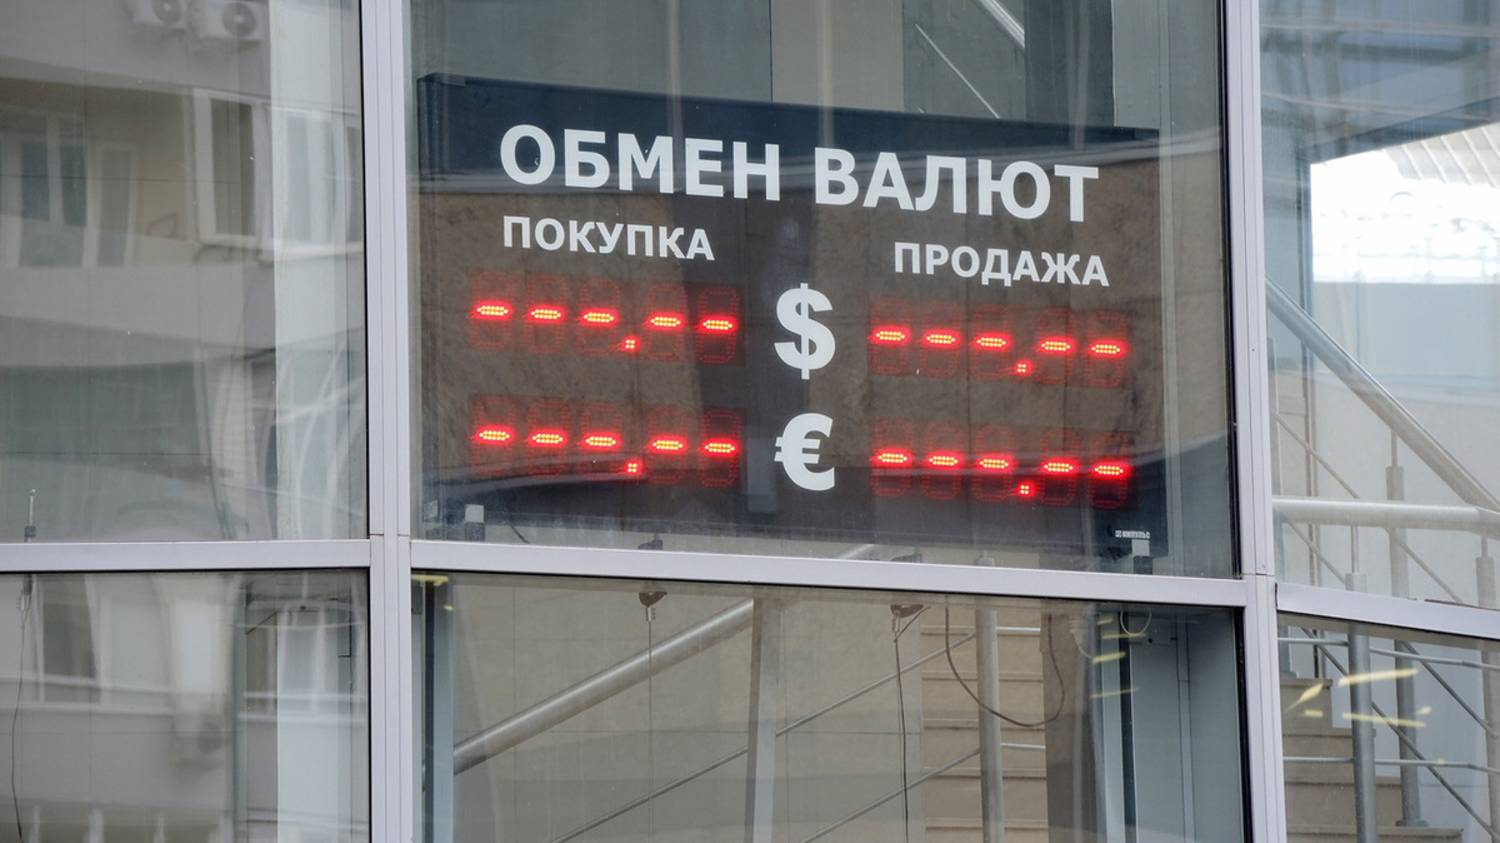 ОБМЕН ВАЛЮТ
ПОКУПКА ПРОДАЖА
---.-- $ ---.--
---.-- € ---.--